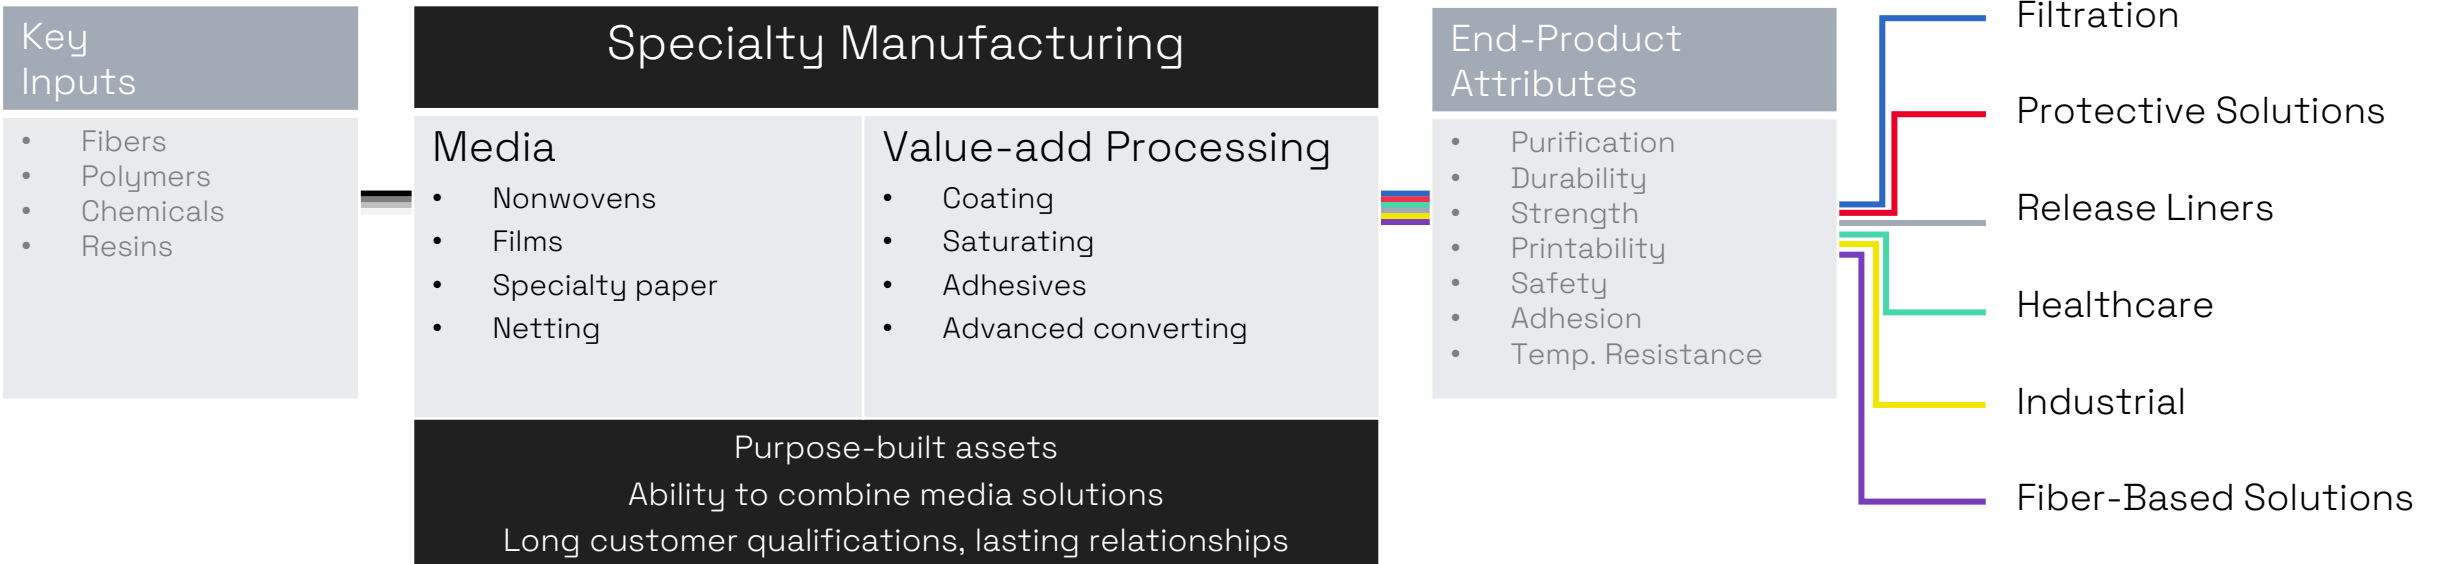 Key
Inputs
• Fibers
• Polymers
• Chemicals
• Resins
Specialty Manufacturing
Media
• Nonwovens
• Films
• Specialty paper
• Netting
Value-add Processing
• Coating
• Saturating
• Adhesives
• Advanced converting
Purpose-built assets
Ability to combine media solutions
Long customer qualifications, lasting relationships
End-Product
Attributes
• Purification
• Durability
• Strength
• Printability
• Safety
• Adhesion
• Temp. Resistance
Filtration
Protective Solutions
Release Liners
Healthcare
Industrial
Fiber-Based Solutions